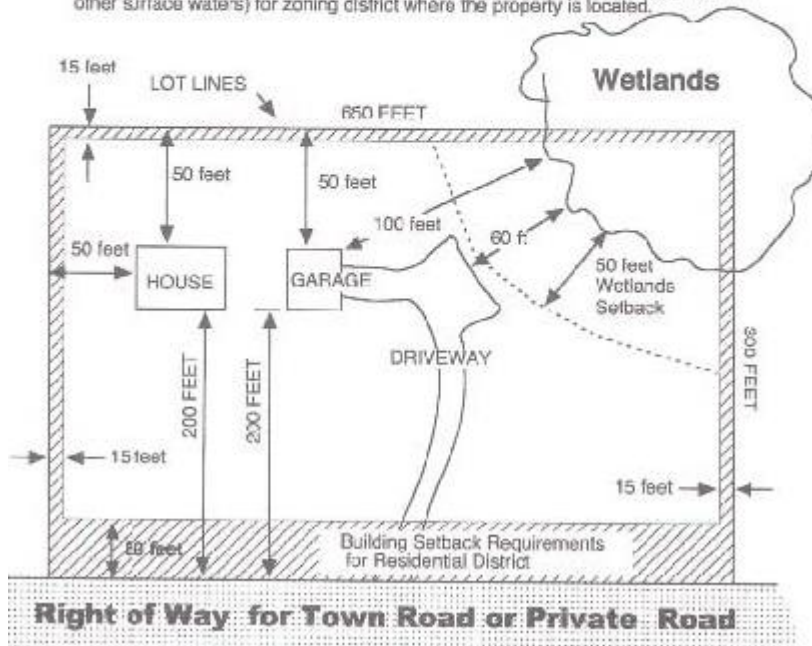 other surface waters) for zoning district where the property is located.
15 feet
LOT LINES
650 FEET
Wetlands
50 feet
50 feet
100 feet
50 feet
60 ft
HOUSE
GARAGE
50 feet
Wetlands
Setback
DRIVEWAY
200 FEET
200 FEET
300 FEET
15 feet
15 feet
feet
Building Setback Requirements
for Residential District
Right of Way for Town Road or Private Road